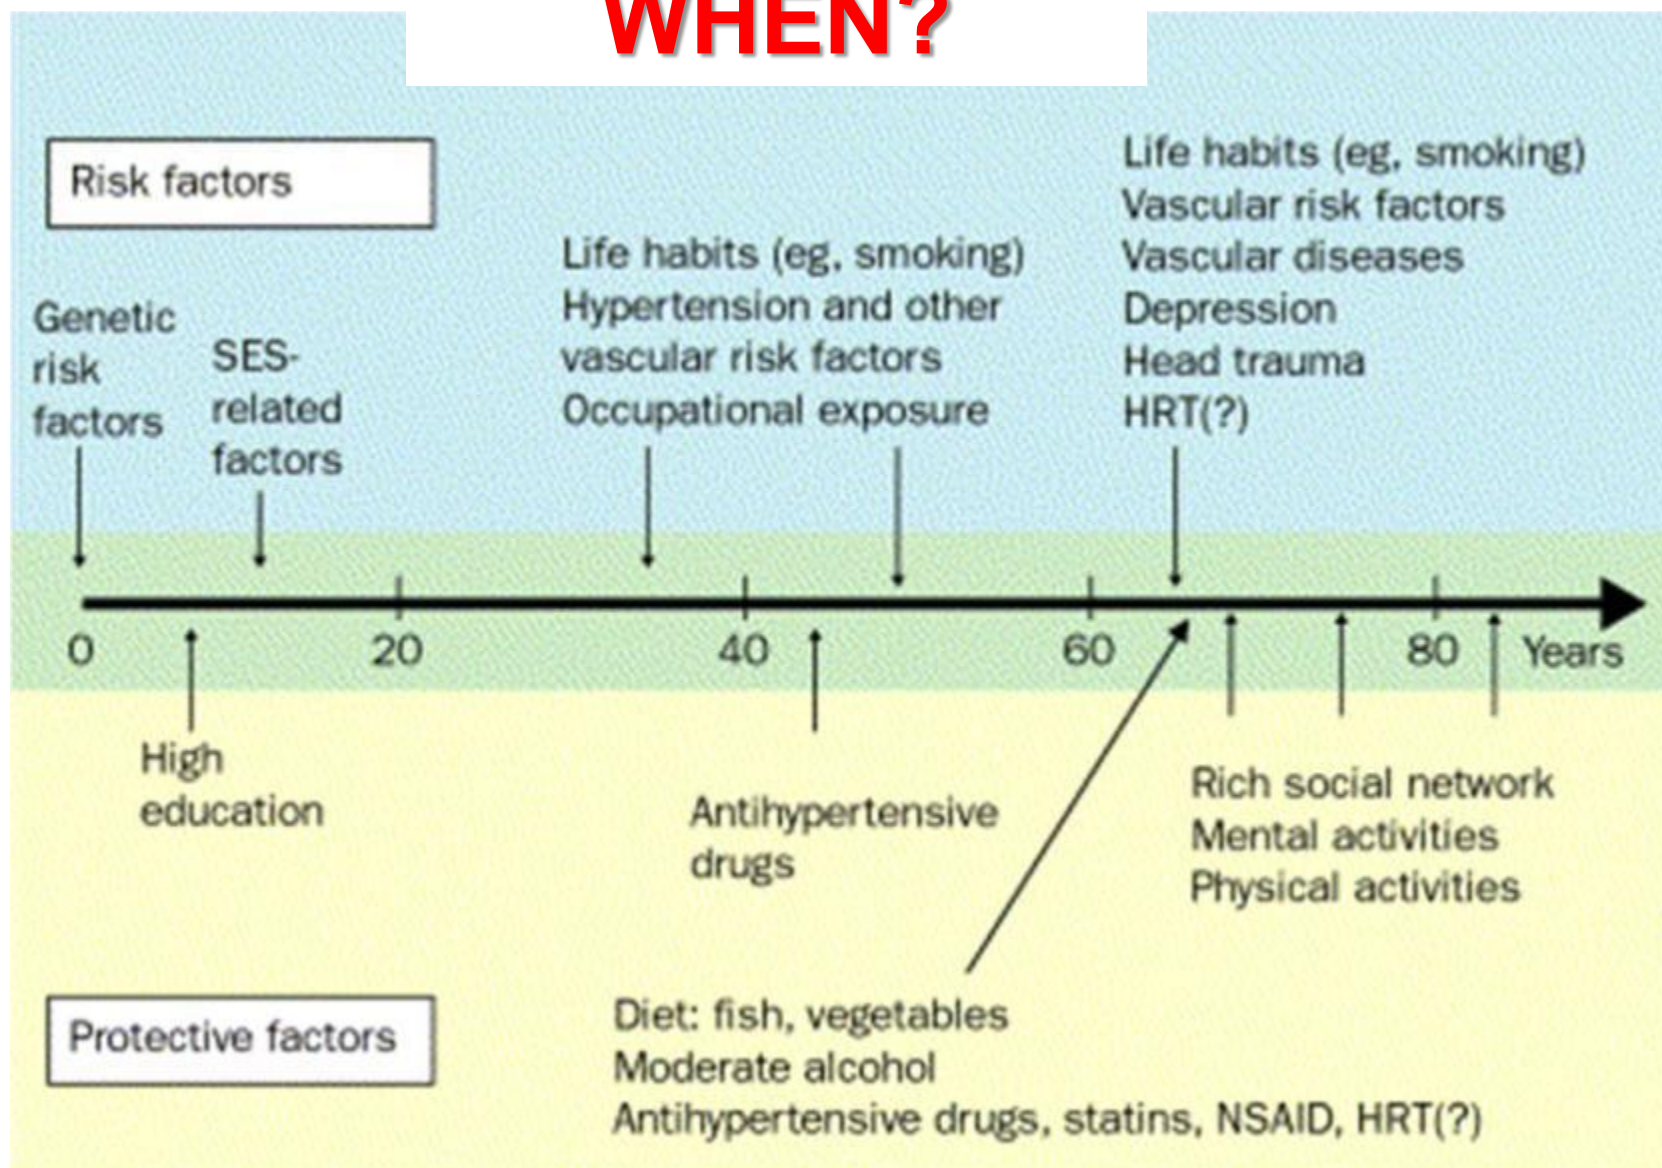 WHEN?
Risk factors
Genetic
risk
factors
SES-
related
factors
Life habits (eg, smoking)
Hypertension and other
vascular risk factors
Occupational exposure
Life habits (eg, smoking)
Vascular risk factors
Vascular diseases
Depression
Head trauma
HRT(?)
0 20 40 60 80 Years
High
education
Antihypertensive
drugs
Rich social network
Mental activities
Physical activities
Protective factors
Diet: fish, vegetables
Moderate alcohol
Antihypertensive drugs, statins, NSAID, HRT(?)